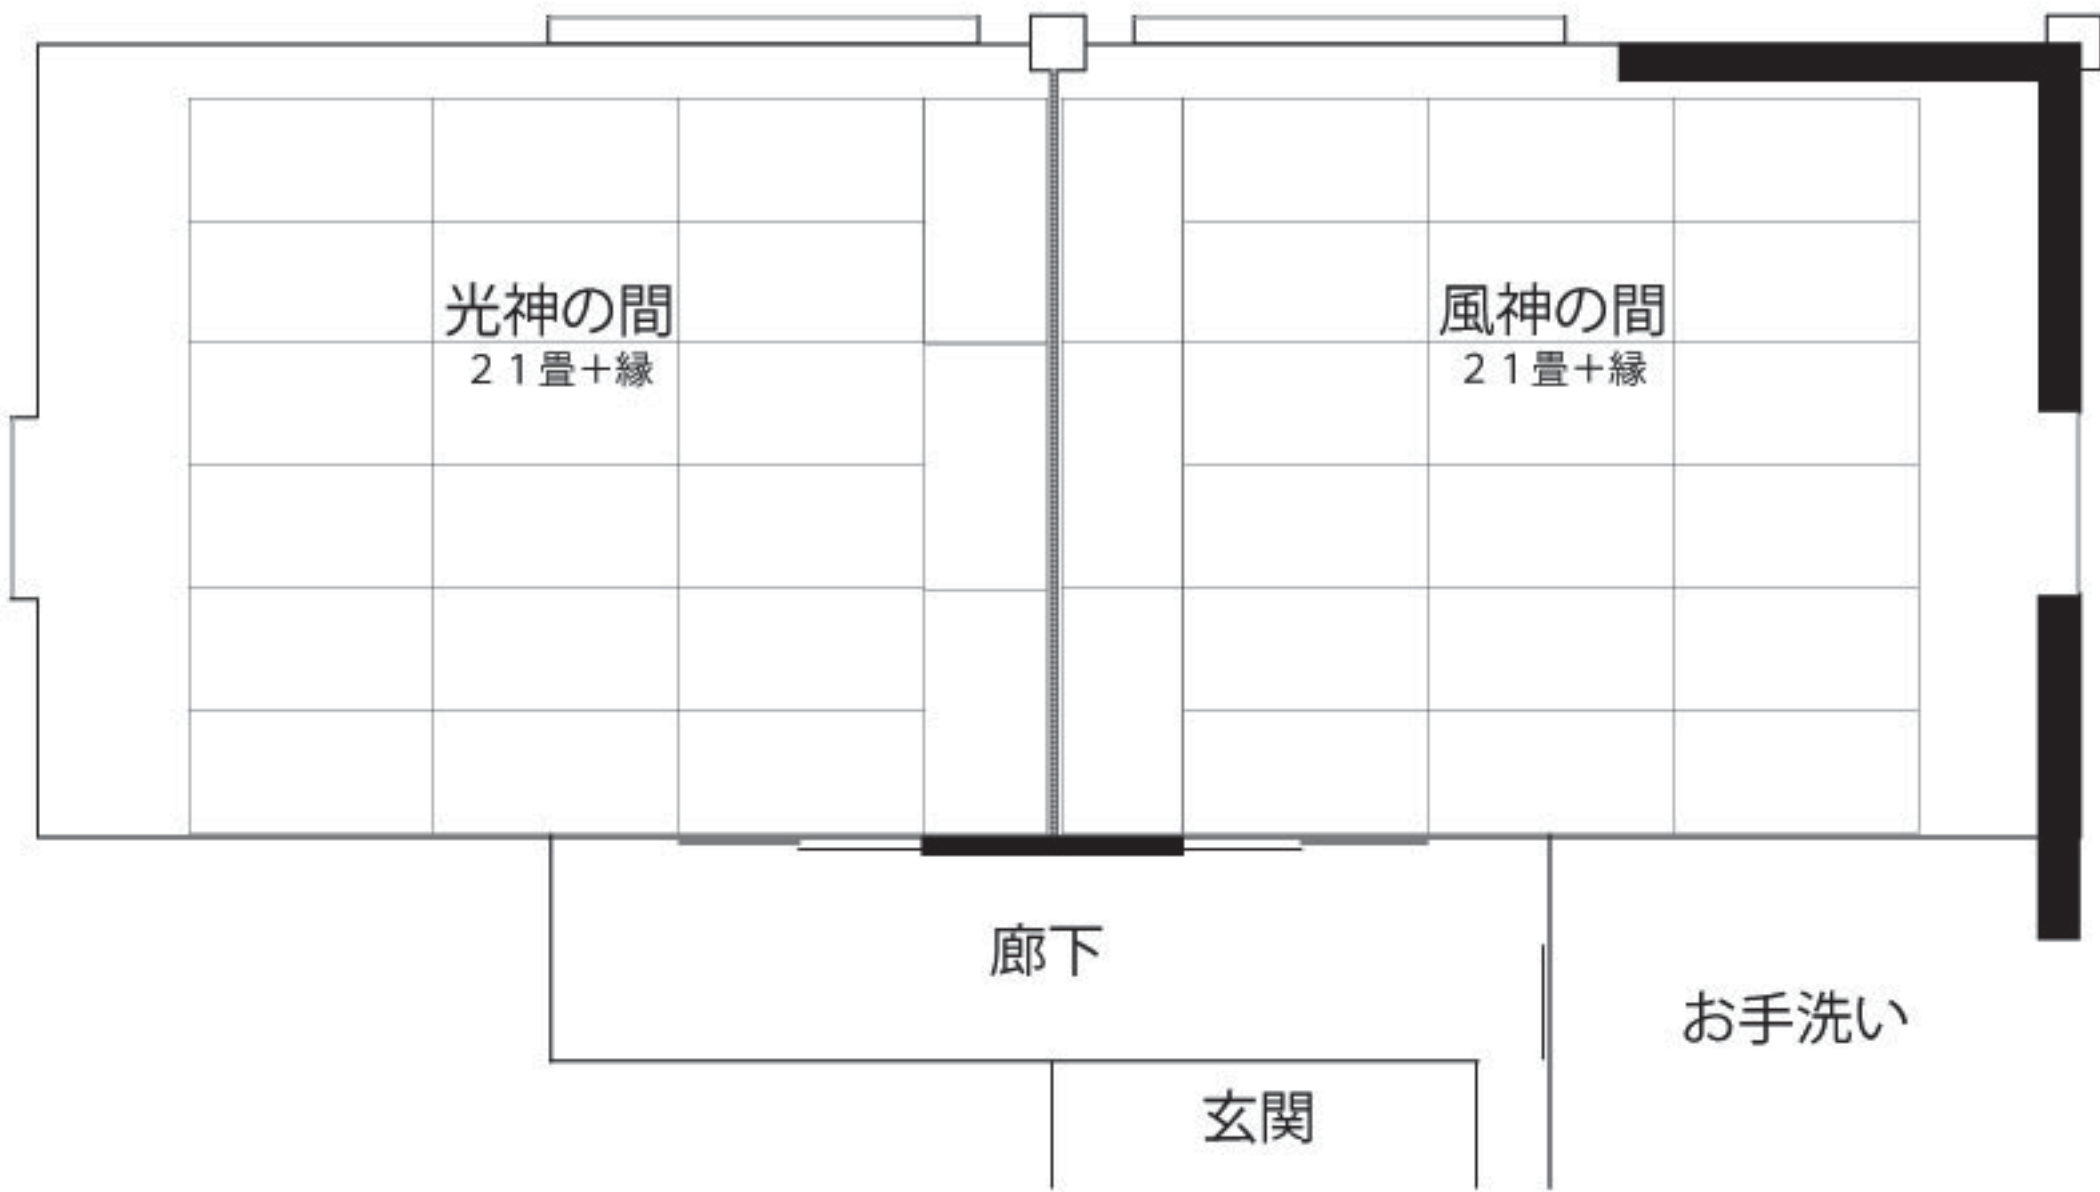 光神の間
２１畳＋縁
風神の間
２１畳＋縁
廊下
お手洗い
玄関